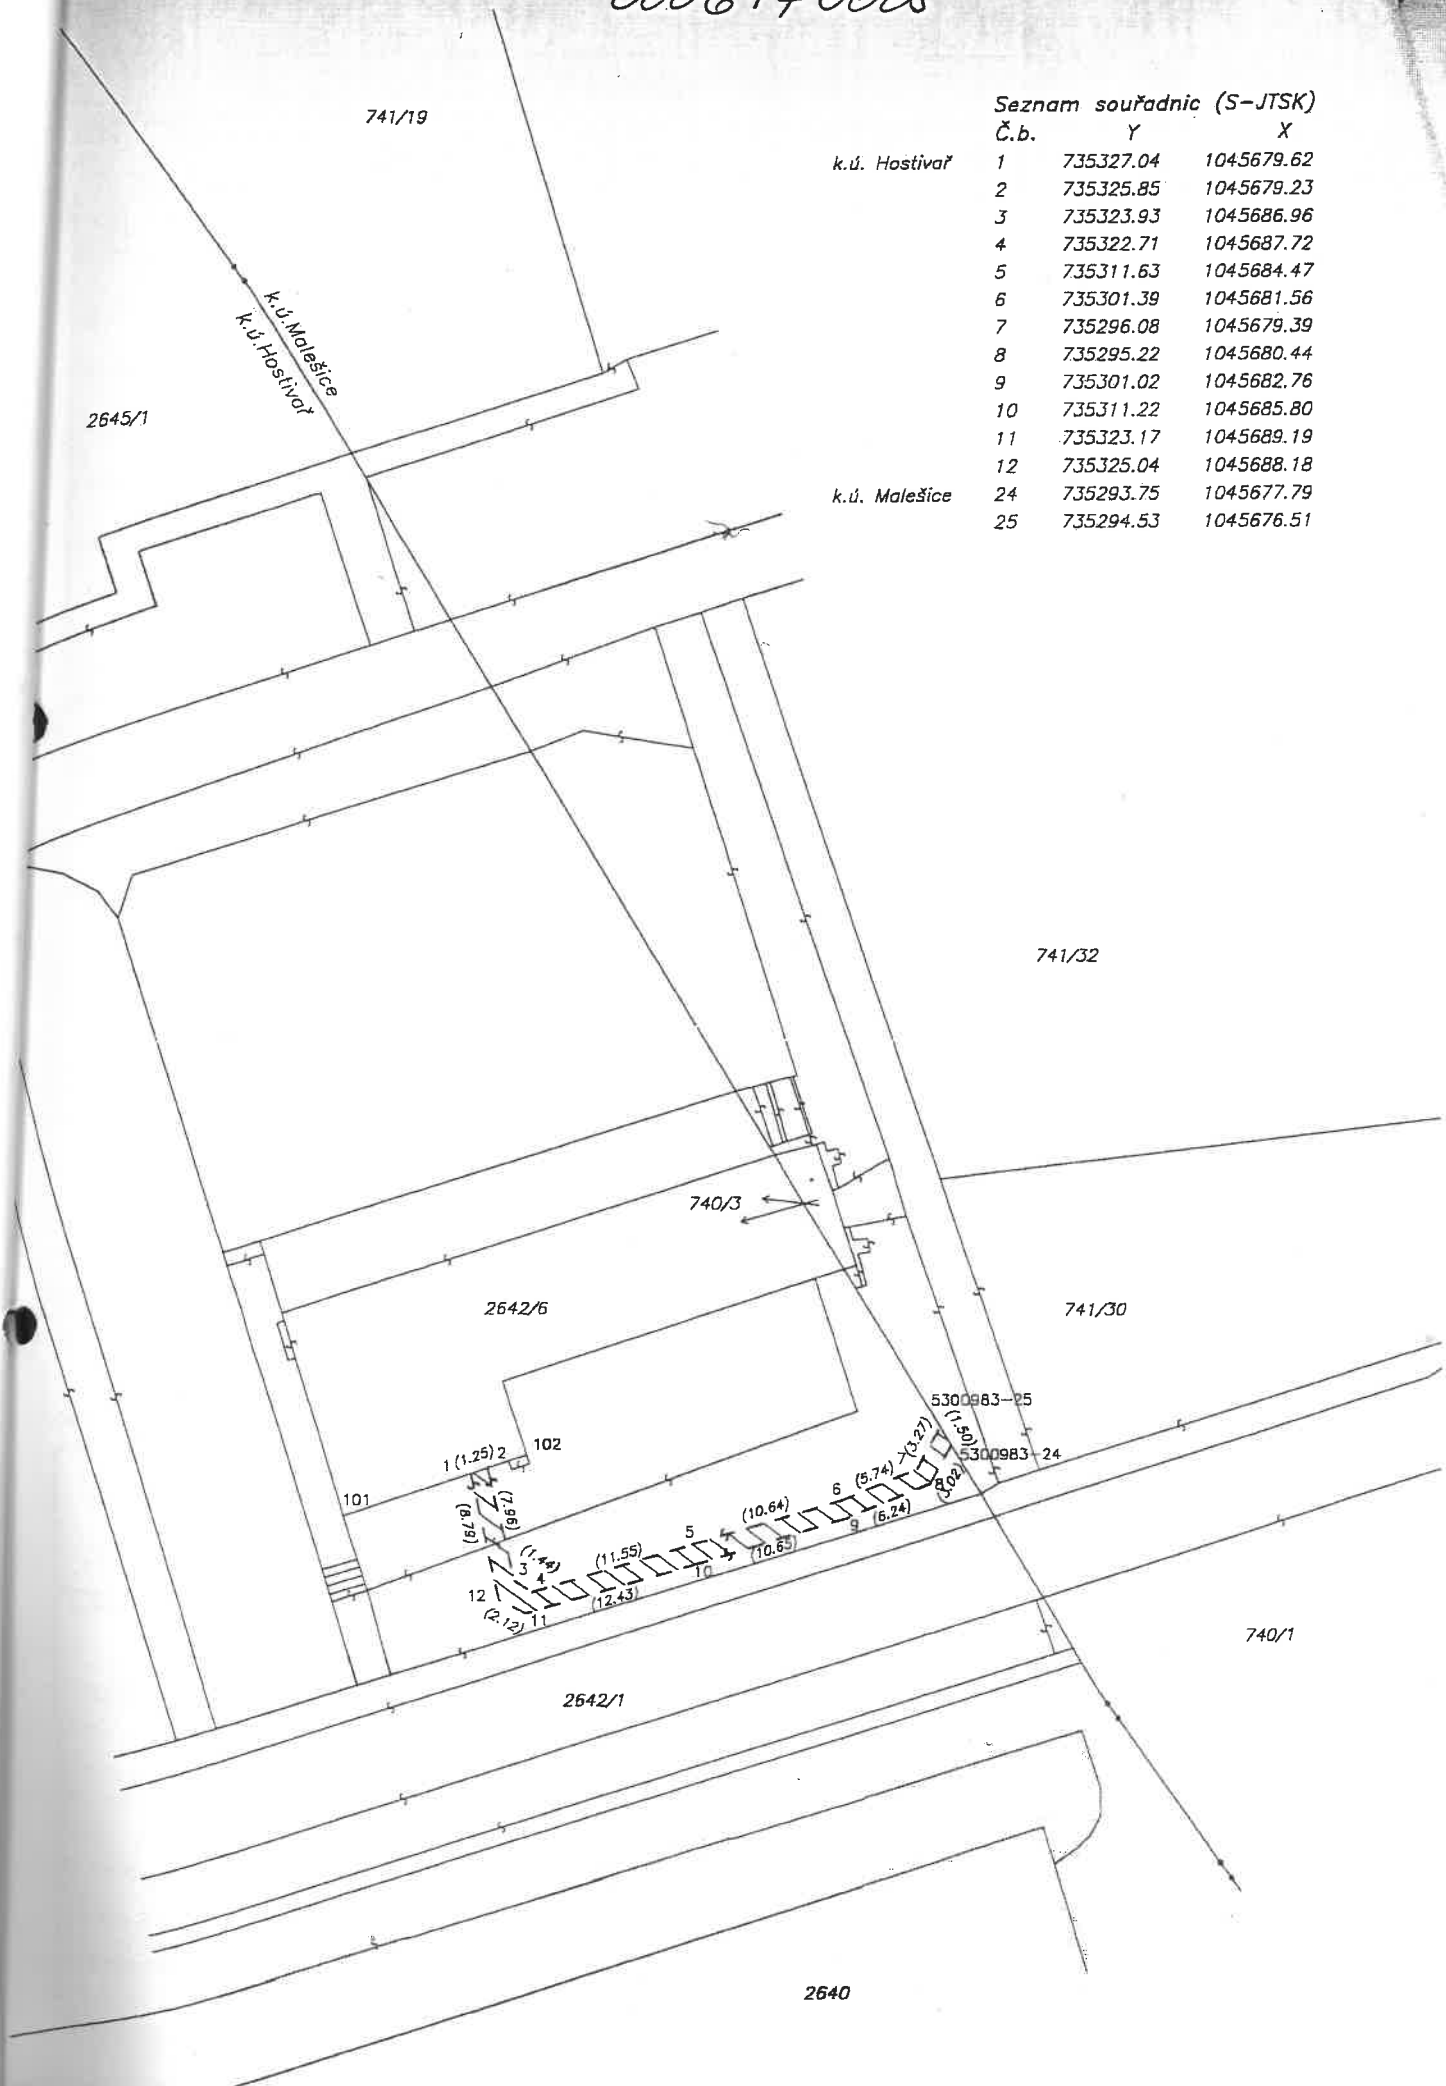 741/19
Seznam souřadnic (S-JTSK)
Č.b. Y X
k.ú. Hostivař 1 735327.04 1045679.62
2 735325.85 1045679.23
3 735323.93 1045686.96
4 735322.71 1045687.72
5 735311.63 1045684.47
6 735301.39 1045681.56
7 735296.08 1045679.39
8 735295.22 1045680.44
9 735301.02 1045682.76
10 735311.22 1045685.80
11 735323.17 1045689.19
12 735325.04 1045688.18
k.ú. Malešice 24 735293.75 1045677.79
25 735294.53 1045676.51
k.ú.Malešice
k.ú.Hostivař
2645/1
741/32
740/3
2642/6
741/30
5300983-25
(1.50)
(3.27)
5300983-24
1 (1.25) 2
102
101
(5.74)
8
(3.02)
6
(7.96)
(8.79)
(10.64)
9 (6.24)
5
(10.65)
3
(11.55)
10
4
12
(12.43)
(2.12) 11
740/1
2642/1
2640